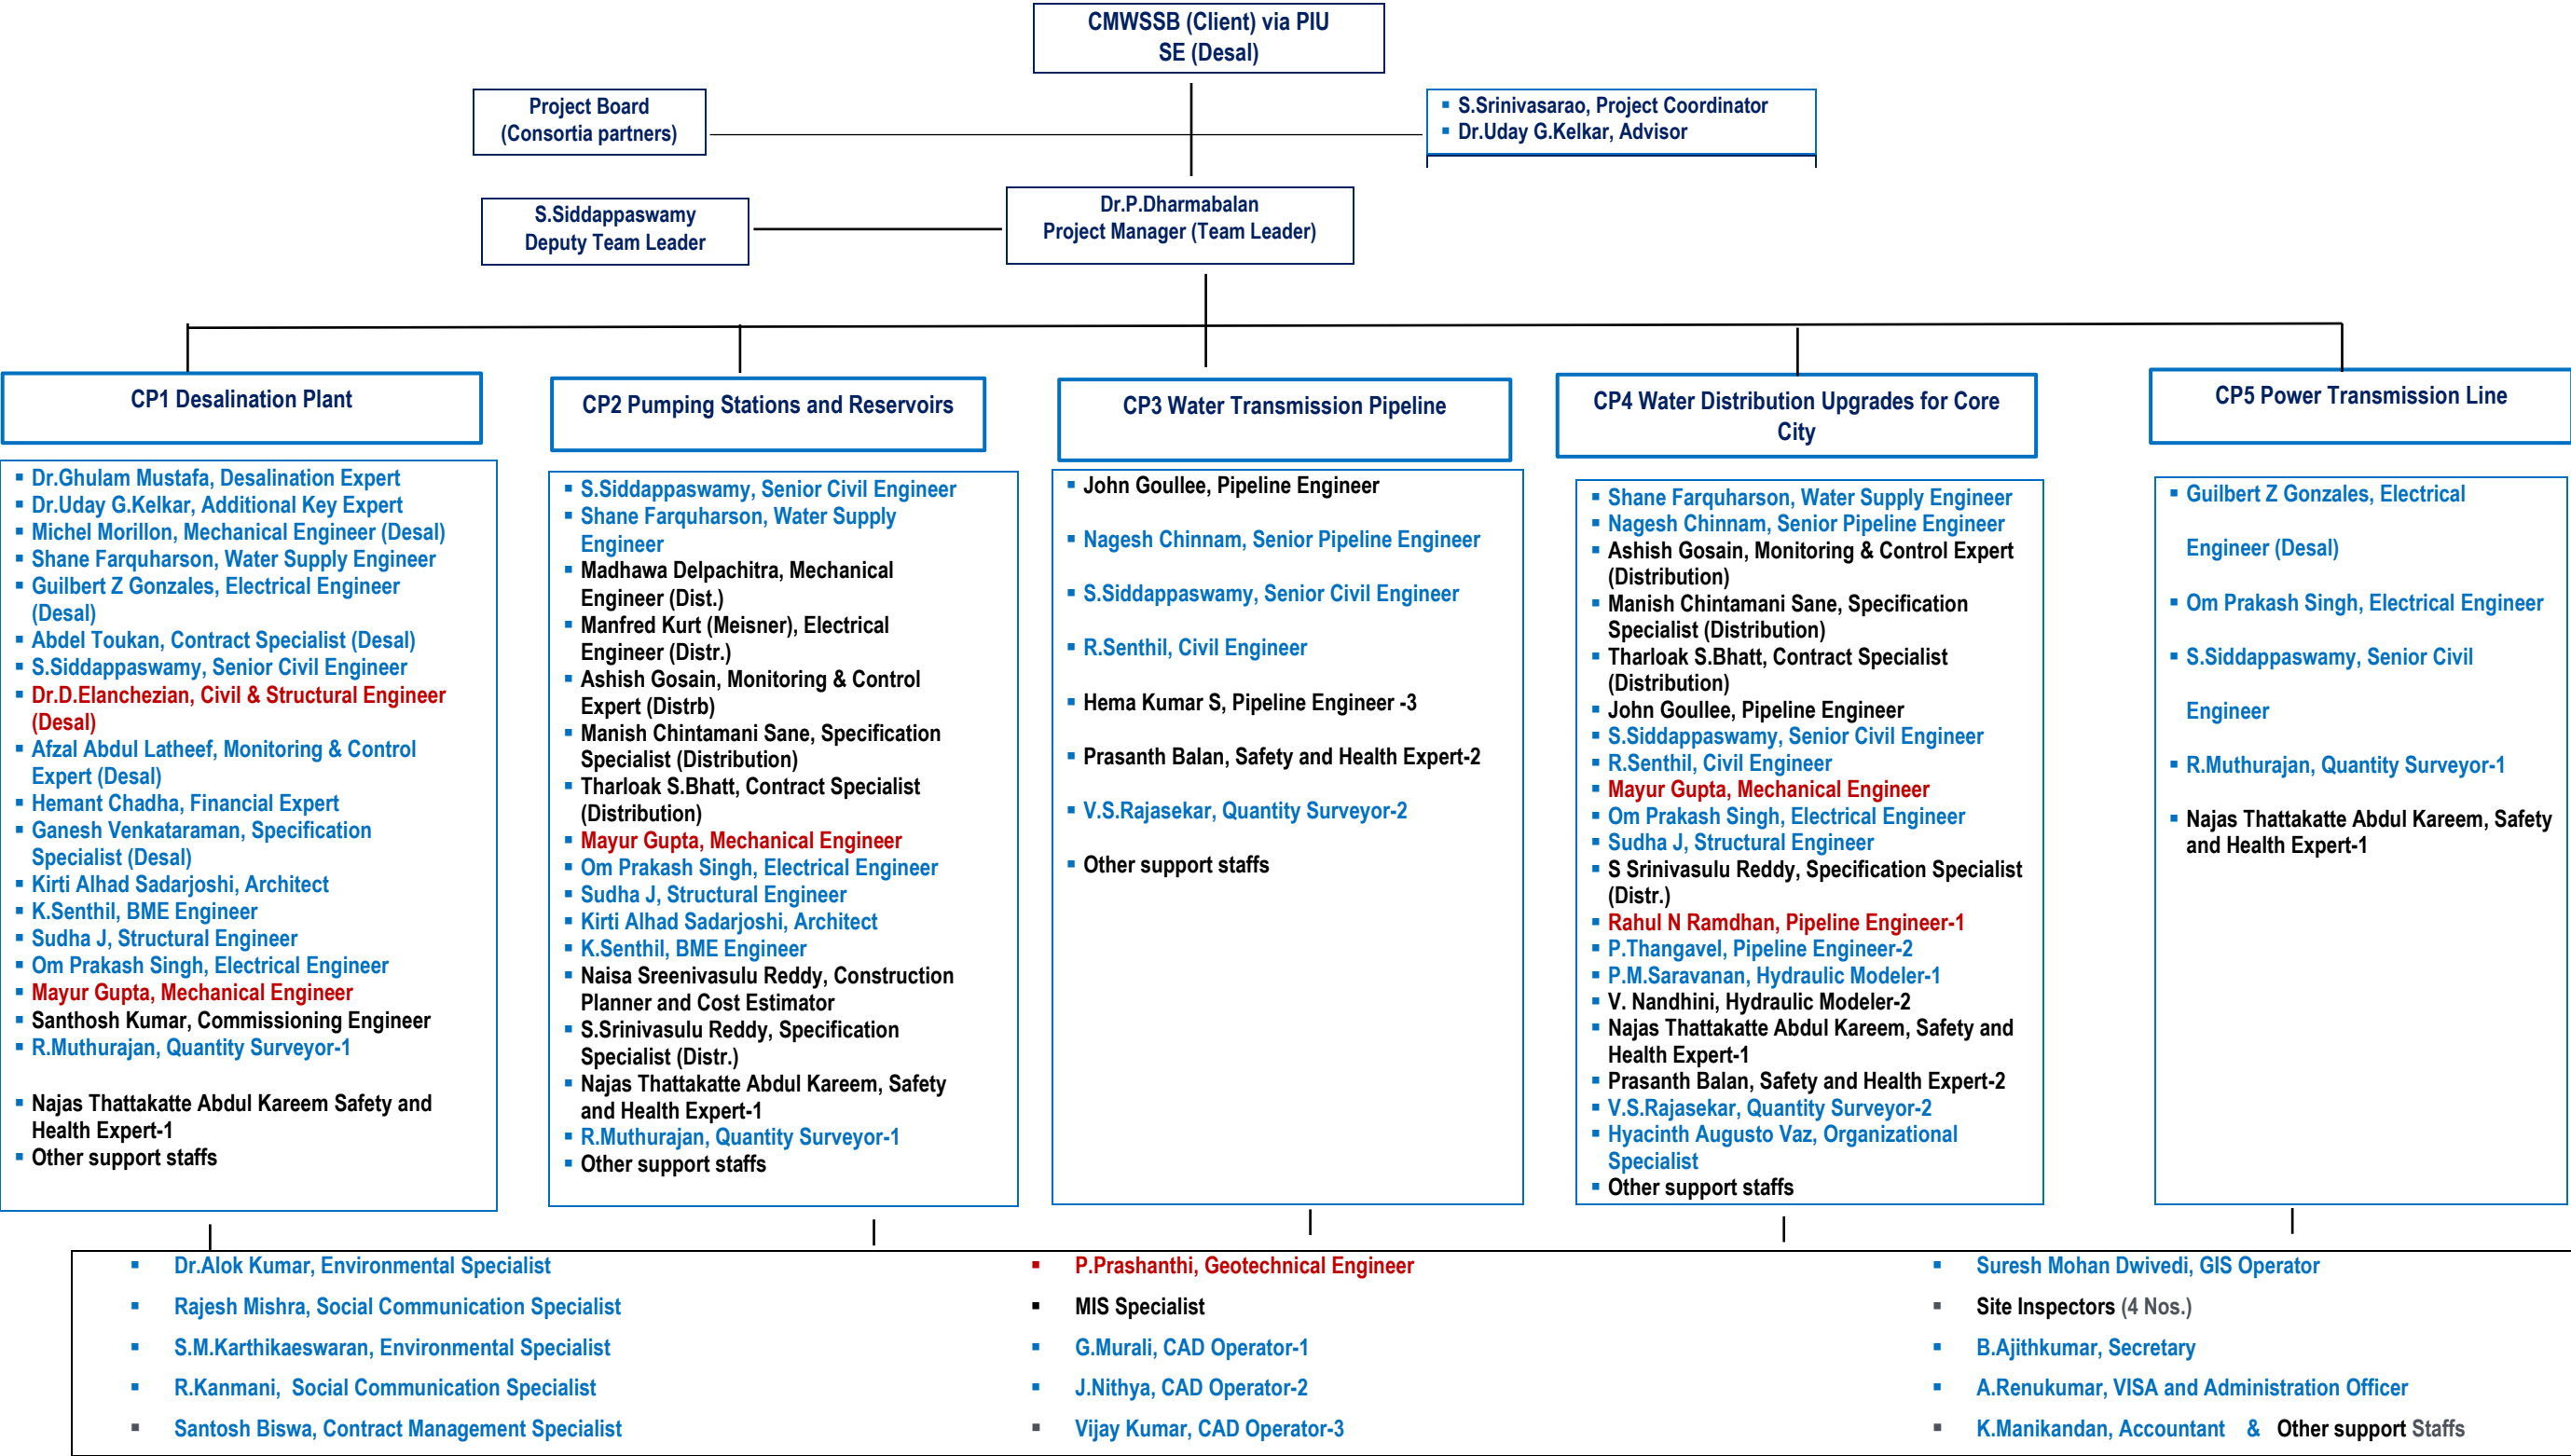 CMWSSB (Client) via PIU
SE (Desal)
Project Board
(Consortia partners)
▪ S.Srinivasarao, Project Coordinator
▪ Dr.Uday G.Kelkar, Advisor
S.Siddappaswamy
Deputy Team Leader
Dr.P.Dharmabalan
Project Manager (Team Leader)
CP1 Desalination Plant
▪ Dr.Ghulam Mustafa, Desalination Expert
▪ Dr.Uday G.Kelkar, Additional Key Expert
▪ Michel Morillon, Mechanical Engineer (Desal)
▪ Shane Farquharson, Water Supply Engineer
▪ Guilbert Z Gonzales, Electrical Engineer
(Desal)
▪ Abdel Toukan, Contract Specialist (Desal)
▪ S.Siddappaswamy, Senior Civil Engineer
▪ Dr.D.Elanchezian, Civil & Structural Engineer
(Desal)
▪ Afzal Abdul Latheef, Monitoring & Control
Expert (Desal)
▪ Hemant Chadha, Financial Expert
▪ Ganesh Venkataraman, Specification
Specialist (Desal)
▪ Kirti Alhad Sadarjoshi, Architect
▪ K.Senthil, BME Engineer
▪ Sudha J, Structural Engineer
▪ Om Prakash Singh, Electrical Engineer
▪ Mayur Gupta, Mechanical Engineer
▪ Santhosh Kumar, Commissioning Engineer
▪ R.Muthurajan, Quantity Surveyor-1
▪ Najas Thattakatte Abdul Kareem Safety and
Health Expert-1
▪ Other support staffs
CP2 Pumping Stations and Reservoirs
▪ S.Siddappaswamy, Senior Civil Engineer
▪ Shane Farquharson, Water Supply
Engineer
▪ Madhawa Delpachitra, Mechanical
Engineer (Dist.)
▪ Manfred Kurt (Meisner), Electrical
Engineer (Distr.)
▪ Ashish Gosain, Monitoring & Control
Expert (Distrb)
▪ Manish Chintamani Sane, Specification
Specialist (Distribution)
▪ Tharloak S.Bhatt, Contract Specialist
(Distribution)
▪ Mayur Gupta, Mechanical Engineer
▪ Om Prakash Singh, Electrical Engineer
▪ Sudha J, Structural Engineer
▪ Kirti Alhad Sadarjoshi, Architect
▪ K.Senthil, BME Engineer
▪ Naisa Sreenivasulu Reddy, Construction
Planner and Cost Estimator
▪ S.Srinivasulu Reddy, Specification
Specialist (Distr.)
▪ Najas Thattakatte Abdul Kareem, Safety
and Health Expert-1
▪ R.Muthurajan, Quantity Surveyor-1
▪ Other support staffs
CP3 Water Transmission Pipeline
▪ John Goullee, Pipeline Engineer
▪ Nagesh Chinnam, Senior Pipeline Engineer
▪ S.Siddappaswamy, Senior Civil Engineer
▪ R.Senthil, Civil Engineer
▪ Hema Kumar S, Pipeline Engineer -3
▪ Prasanth Balan, Safety and Health Expert-2
▪ V.S.Rajasekar, Quantity Surveyor-2
▪ Other support staffs
CP4 Water Distribution Upgrades for Core
City
▪ Shane Farquharson, Water Supply Engineer
▪ Nagesh Chinnam, Senior Pipeline Engineer
▪ Ashish Gosain, Monitoring & Control Expert
(Distribution)
▪ Manish Chintamani Sane, Specification
Specialist (Distribution)
▪ Tharloak S.Bhatt, Contract Specialist
(Distribution)
▪ John Goullee, Pipeline Engineer
▪ S.Siddappaswamy, Senior Civil Engineer
▪ R.Senthil, Civil Engineer
▪ Mayur Gupta, Mechanical Engineer
▪ Om Prakash Singh, Electrical Engineer
▪ Sudha J, Structural Engineer
▪ S Srinivasulu Reddy, Specification Specialist
(Distr.)
▪ Rahul N Ramdhan, Pipeline Engineer-1
▪ P.Thangavel, Pipeline Engineer-2
▪ P.M.Saravanan, Hydraulic Modeler-1
▪ V. Nandhini, Hydraulic Modeler-2
▪ Najas Thattakatte Abdul Kareem, Safety and
Health Expert-1
▪ Prasanth Balan, Safety and Health Expert-2
▪ V.S.Rajasekar, Quantity Surveyor-2
▪ Hyacinth Augusto Vaz, Organizational
Specialist
▪ Other support staffs
CP5 Power Transmission Line
▪ Guilbert Z Gonzales, Electrical
Engineer (Desal)
▪ Om Prakash Singh, Electrical Engineer
▪ S.Siddappaswamy, Senior Civil
Engineer
▪ R.Muthurajan, Quantity Surveyor-1
▪ Najas Thattakatte Abdul Kareem, Safety
and Health Expert-1
▪ Dr.Alok Kumar, Environmental Specialist
▪ Rajesh Mishra, Social Communication Specialist
▪ S.M.Karthikaeswaran, Environmental Specialist
▪ R.Kanmani, Social Communication Specialist
▪ Santosh Biswa, Contract Management Specialist
▪ P.Prashanthi, Geotechnical Engineer
▪ MIS Specialist
▪ G.Murali, CAD Operator-1
▪ J.Nithya, CAD Operator-2
▪ Vijay Kumar, CAD Operator-3
▪ Suresh Mohan Dwivedi, GIS Operator
▪ Site Inspectors (4 Nos.)
▪ B.Ajithkumar, Secretary
▪ A.Renukumar, VISA and Administration Officer
▪ K.Manikandan, Accountant & Other support Staffs